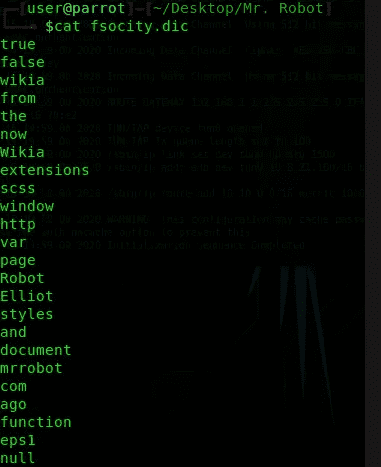 [user@parrot]-[~/Desktop/Mr. Robot]
$cat fsocity.dic
true
false
wikia
from
the
now
Wikia
extensions
scss
window
http
var
page
Robot
Elliot
styles
and
document
mrrobot
com
ago
function
eps1
null